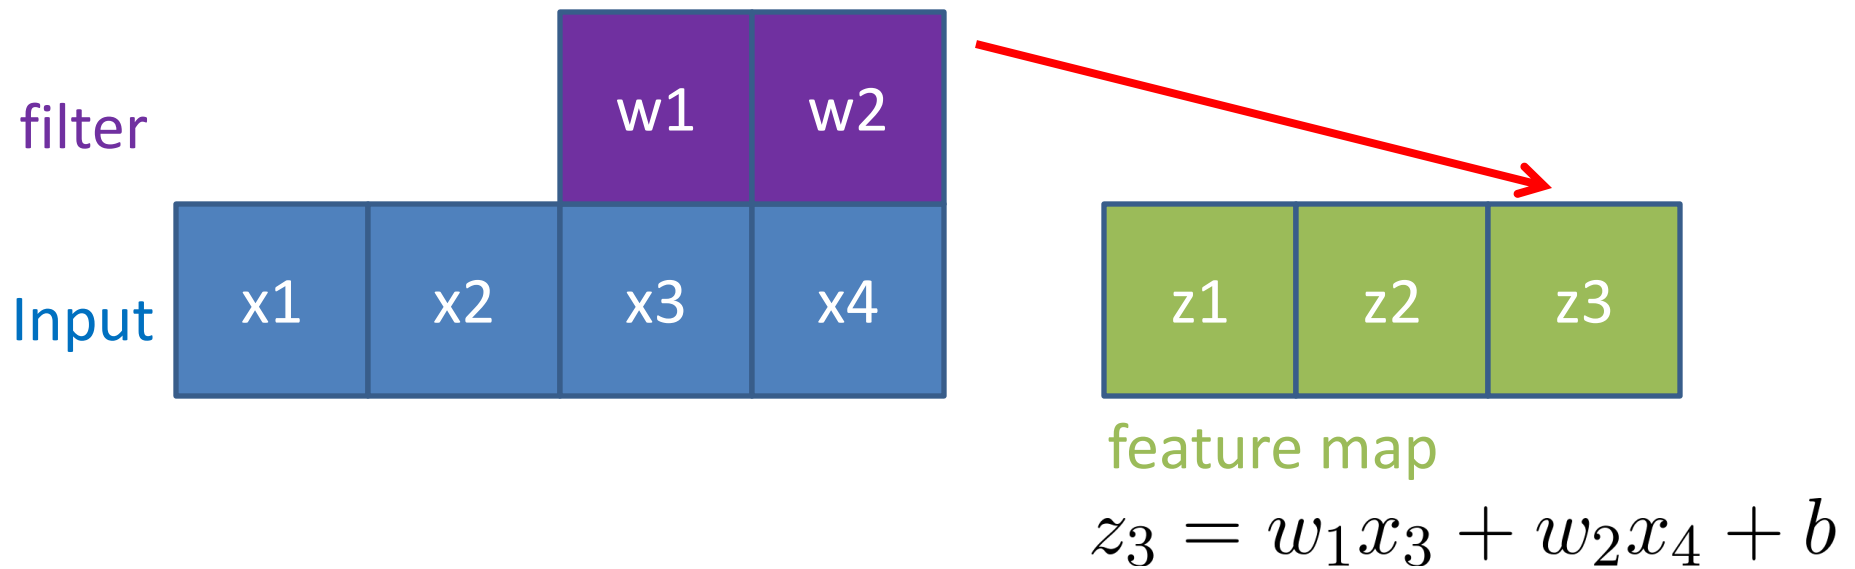 filter
w1 w2
Input
x1 x2 x3 x4
z1 z2 z3
feature map
z₃ = w₁x₃ + w₂x₄ + b